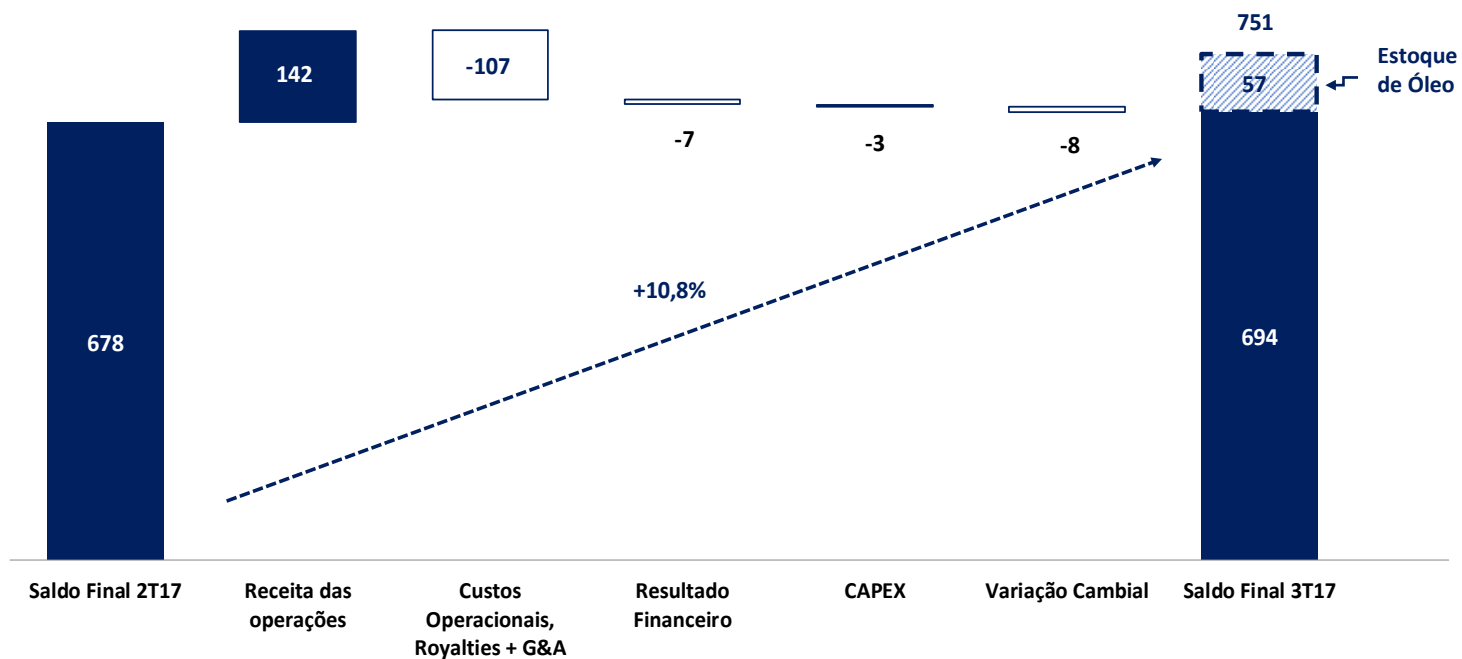 751
Estoque
de Óleo
142
-107
57
-7
-3
-8
+10,8%
678
694
Saldo Final 2T17
Receita das
operações
Custos
Operacionais,
Royalties + G&A
Resultado
Financeiro
CAPEX
Variação Cambial
Saldo Final 3T17